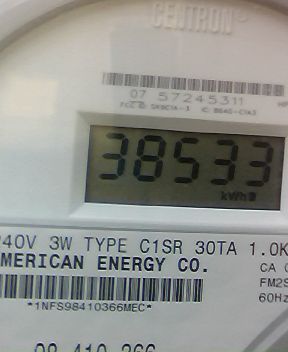 CENTRON®
07 57245311
38533
kWh
240V 3W TYPE C1SR 30TA 1.0K
AMERICAN ENERGY CO.
CA
FM2S
60Hz
*1NFS98410366MEC*
98 410 366